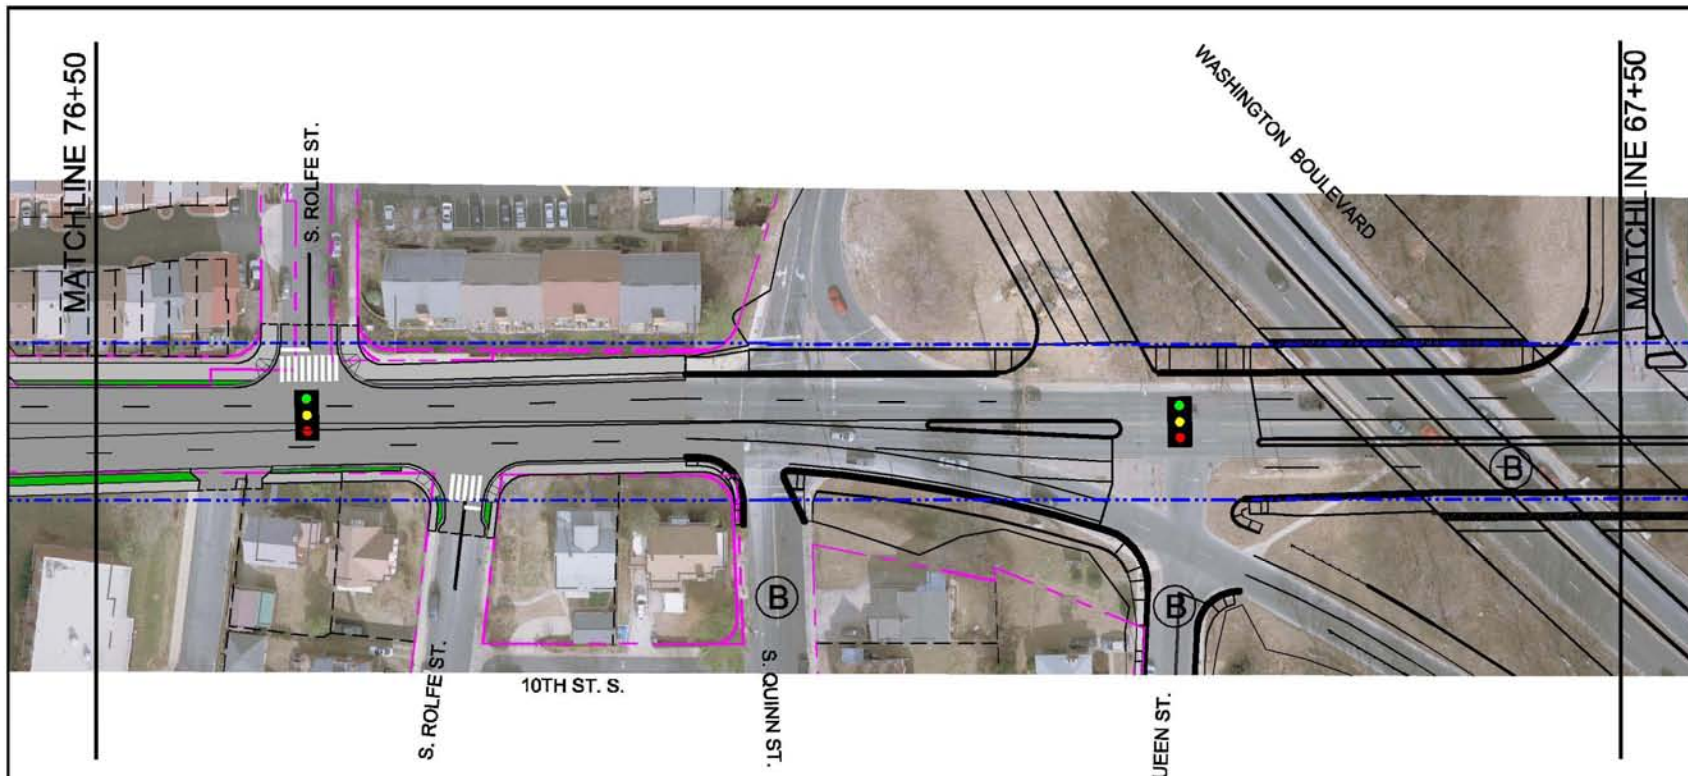 MATCHLINE 76+50
S. ROLFE ST.
WASHINGTON BOULEVARD
MATCHLINE 67+50
B
B
B
S. ROLFE ST.
10TH ST. S.
S. QUINN ST.
UEEN ST.